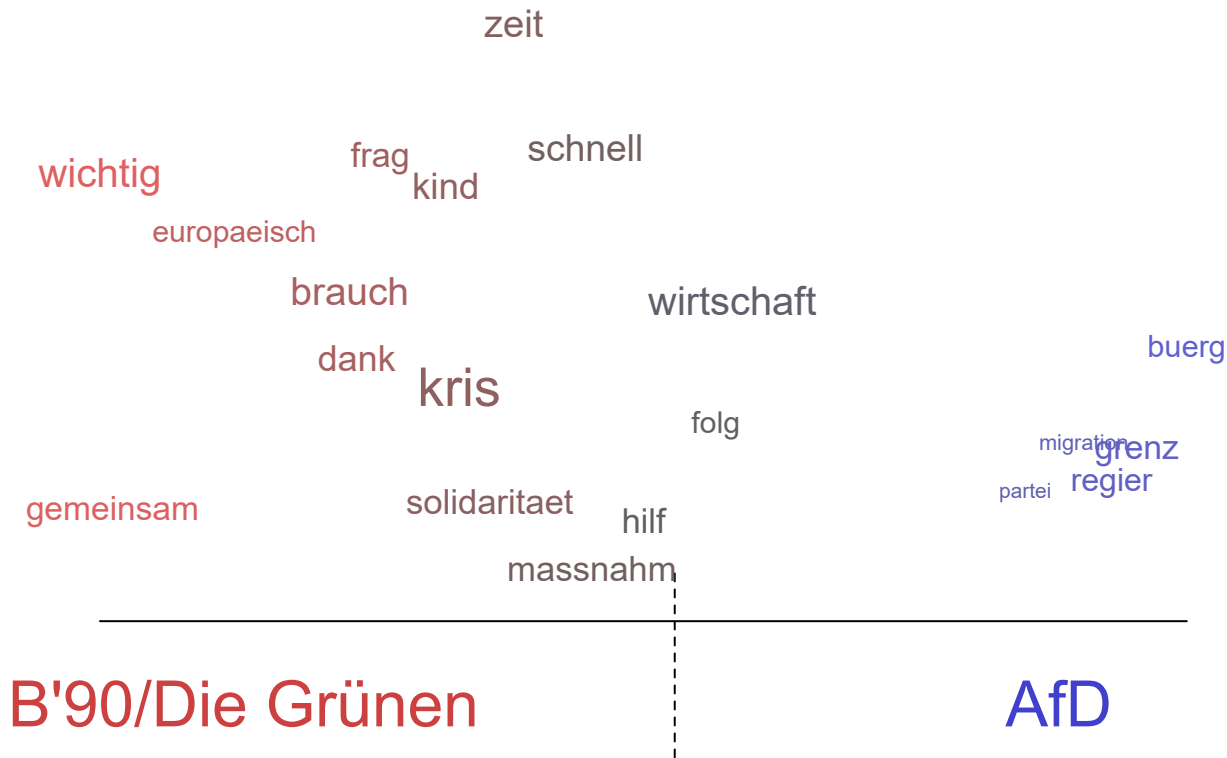 zeit
schnell
frag
wichtig
kind
europaeisch
brauch
wirtschaft
buerg
dank
kris
folg
migration
grenz
regier
partei
solidaritaet
gemeinsam
hilf
massnahm
B'90/Die Grünen
AfD